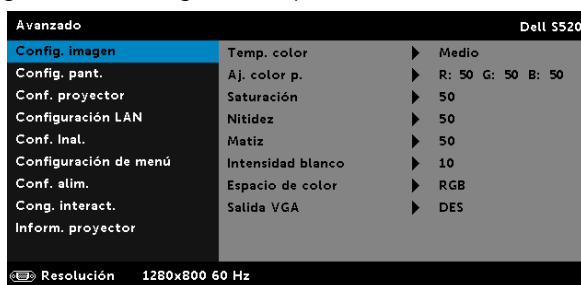 Avanzado Dell S520
Config. imagen Temp. color Medio
Config. pant. Aj. color p. R: 50 G: 50 B: 50
Conf. proyector Saturación 50
Configuración LAN Nitidez 50
Conf. Inal. Matiz 50
Configuración de menú Intensidad blanco 10
Conf. alim. Espacio de color RGB
Cong. interact. Salida VGA DES
Inform. proyector
Resolución 1280x800 60 Hz